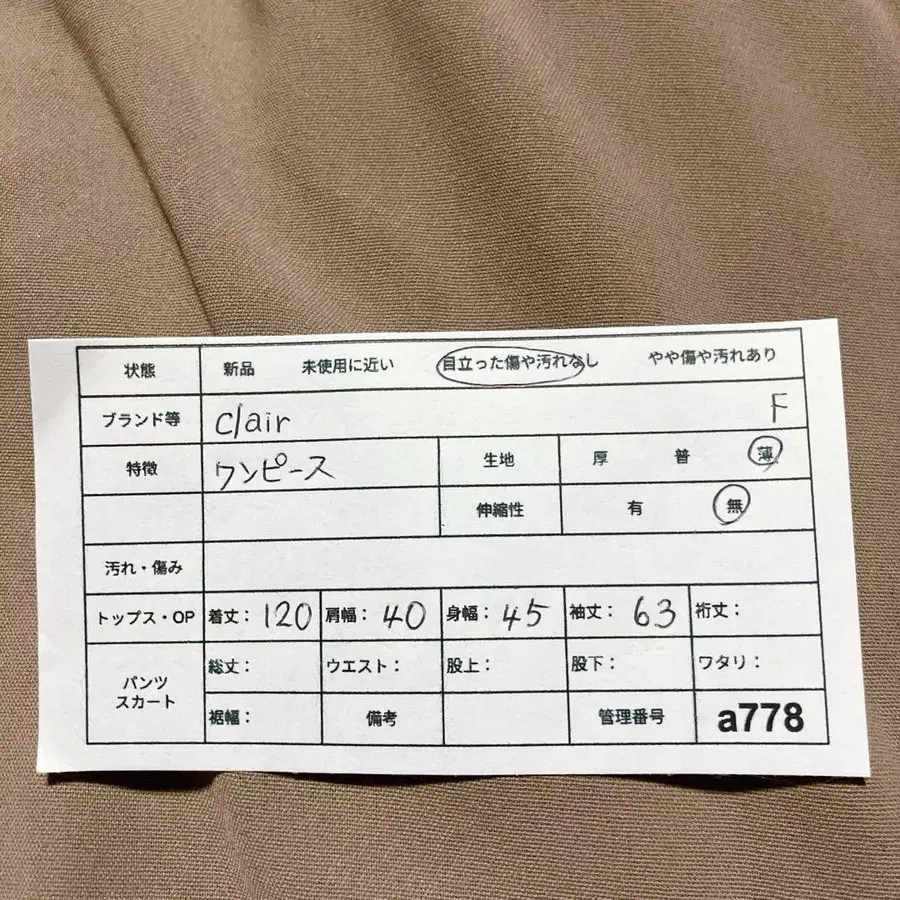 状態 新品 未使用に近い 目立った傷や汚れなし やや傷や汚れあり
ブランド等 clair F
特徴 ワンピース 生地 厚 普 薄
伸縮性 有 無
汚れ・傷み
トップス・OP 着丈: 120 肩幅: 40 身幅: 45 袖丈: 63 裄丈:
パンツ スカート 総丈: ウエスト: 股上: 股下: ワタリ:
裾幅: 備考 管理番号 a778